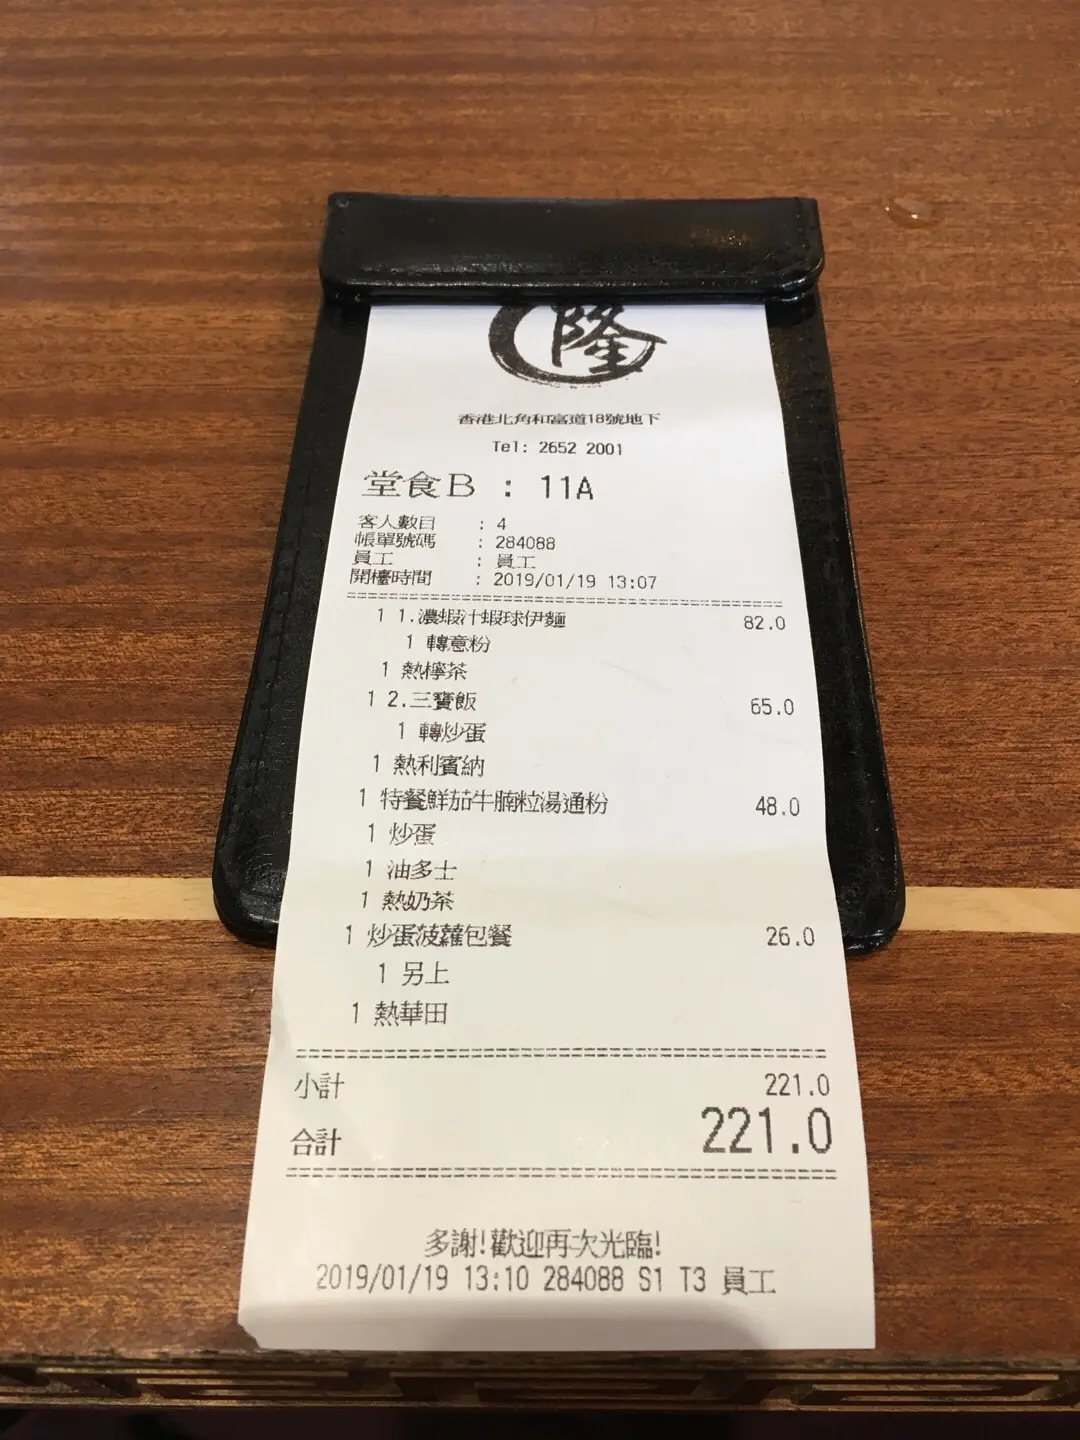 隆
香港北角和富道18號地下
Tel: 2652 2001
堂食B : 11A
客人數目 : 4
帳單號碼 : 284088
員工 : 員工
開檯時間 : 2019/01/19 13:07
1 1.濃蝦汁蝦球伊麵 82.0
1 轉意粉
1 熱檸茶
1 2.三寶飯 65.0
1 轉炒蛋
1 熱利賓納
1 特餐鮮茄牛腩粒湯通粉 48.0
1 炒蛋
1 油多士
1 熱奶茶
1 炒蛋菠蘿包餐 26.0
1 另上
1 熱華田
小計 221.0
合計 221.0
多謝!歡迎再次光臨!
2019/01/19 13:10 284088 S1 T3 員工